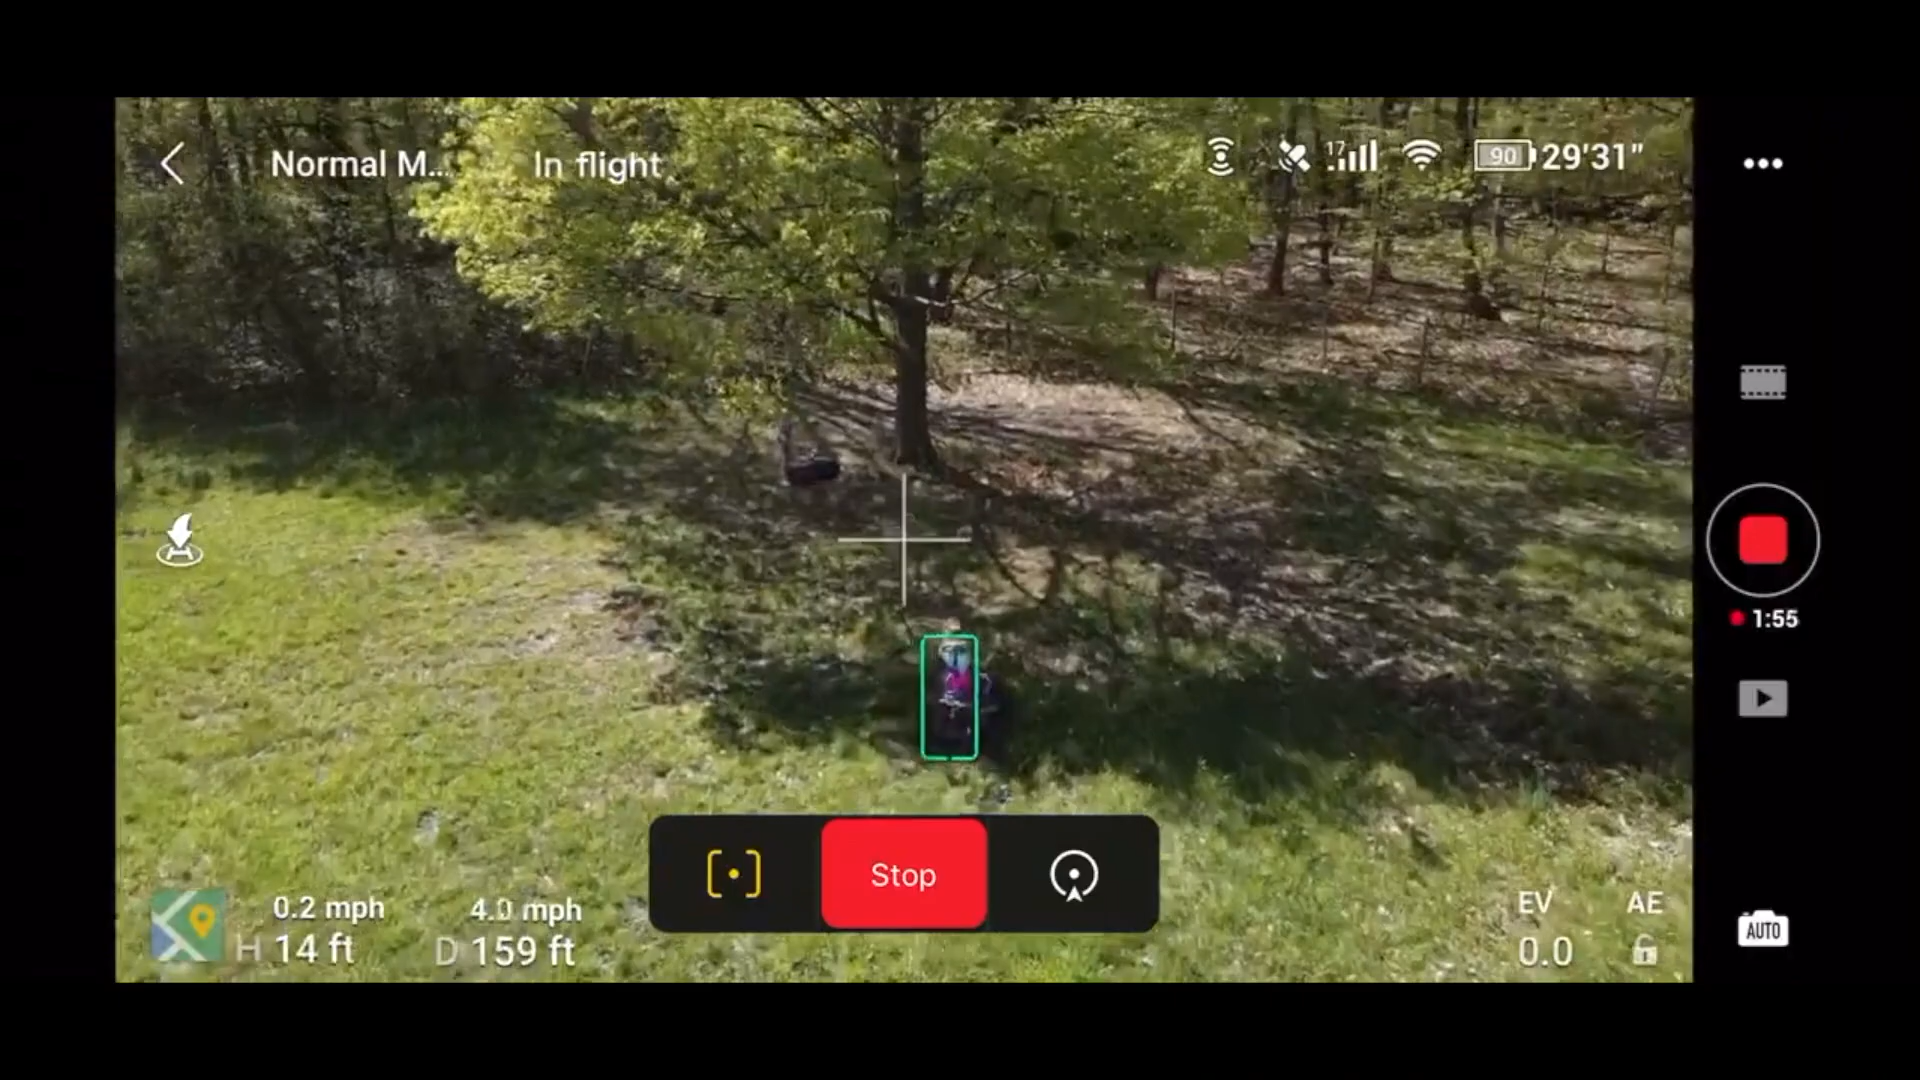 Normal M... In flight 17 90 29'31"
1:55
Stop
0.2 mph 4.0 mph
H 14 ft D 159 ft
EV AE
0.0
AUTO